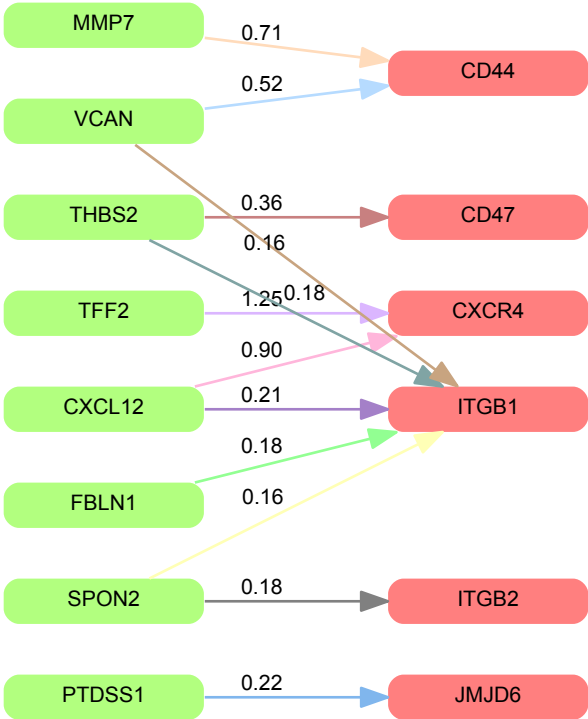 MMP7
0.71
CD44
0.52
VCAN
THBS2
0.36
CD47
0.16
TFF2
1.25
0.18
CXCR4
0.90
CXCL12
0.21
ITGB1
0.18
FBLN1
0.16
SPON2
0.18
ITGB2
PTDSS1
0.22
JMJD6